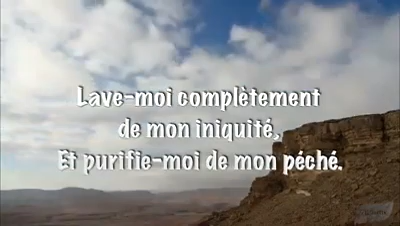 Lave-moi complètement
de mon iniquité,
Et purifie-moi de mon péché.